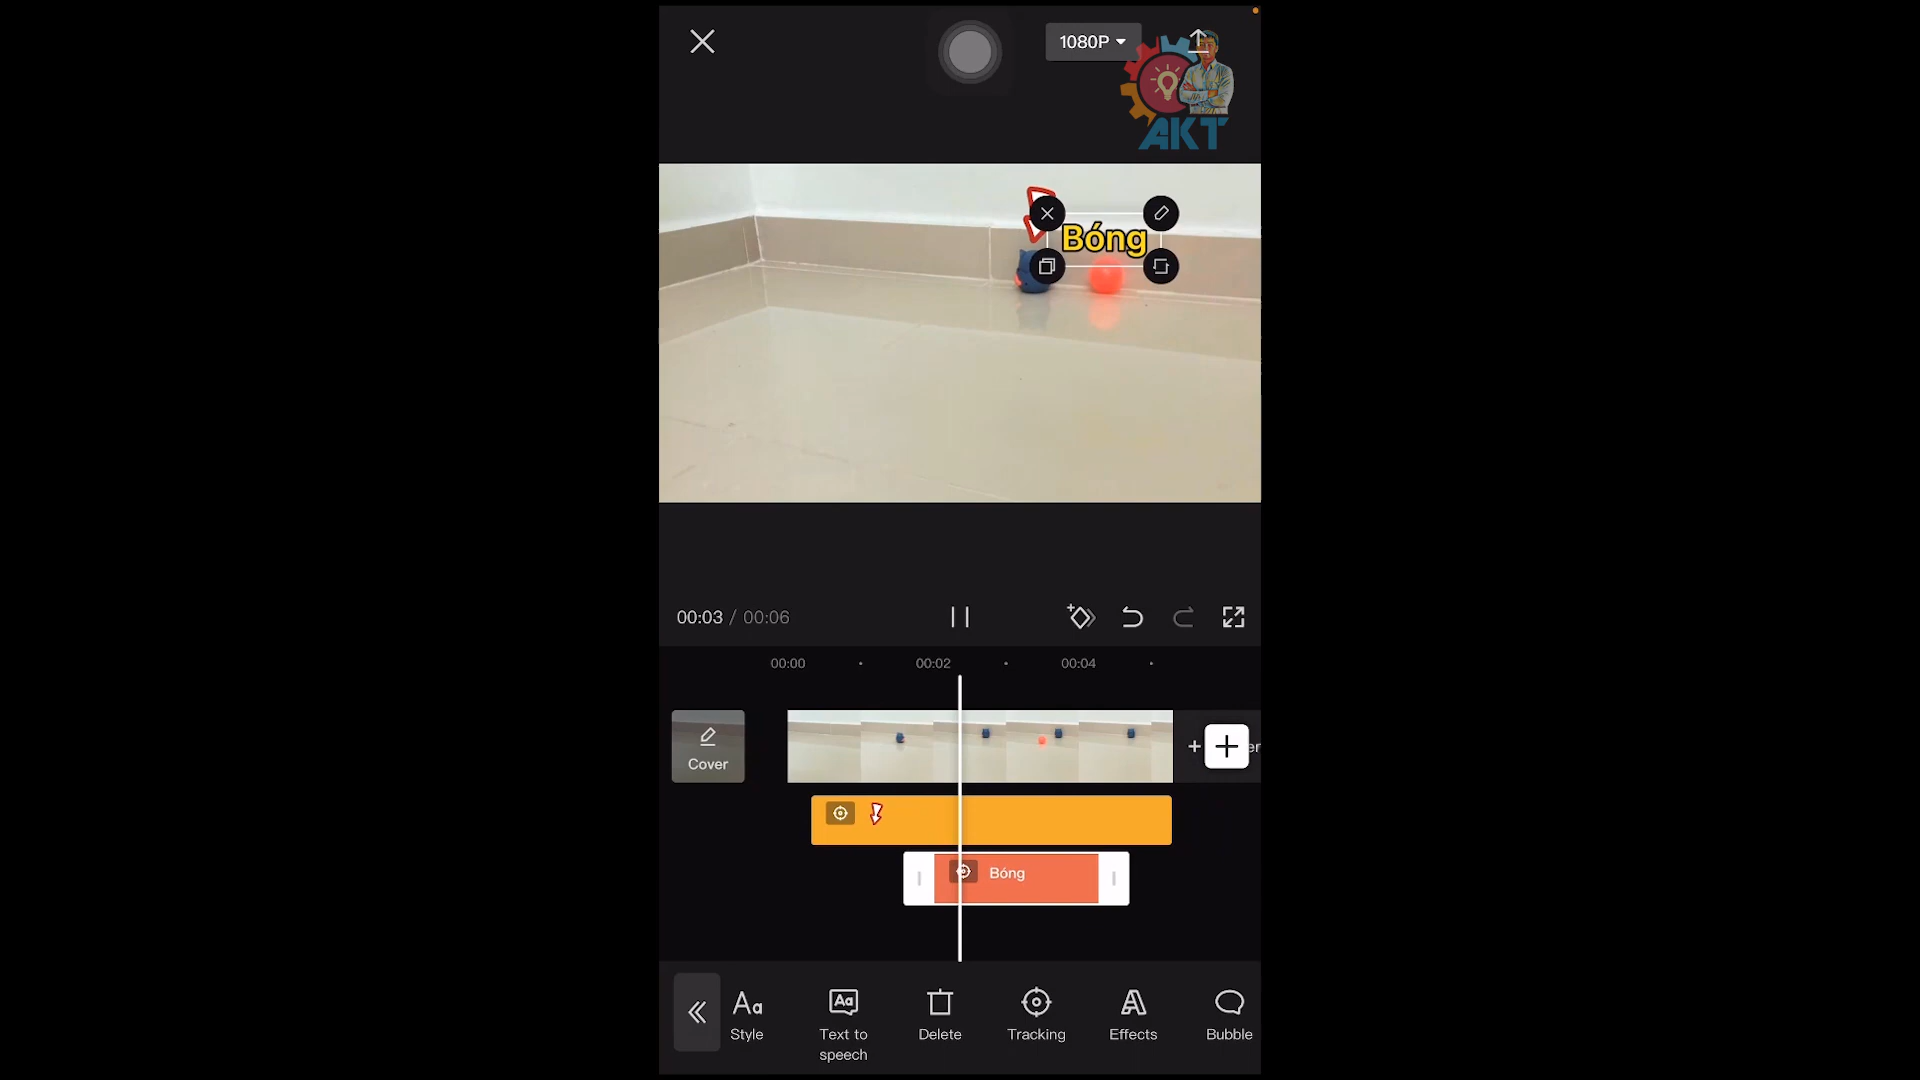 1080P
AKT
Bóng
00:03 / 00:06
00:00
00:02
00:04
Cover
er
Bóng
Style
Text to speech
Delete
Tracking
Effects
Bubble